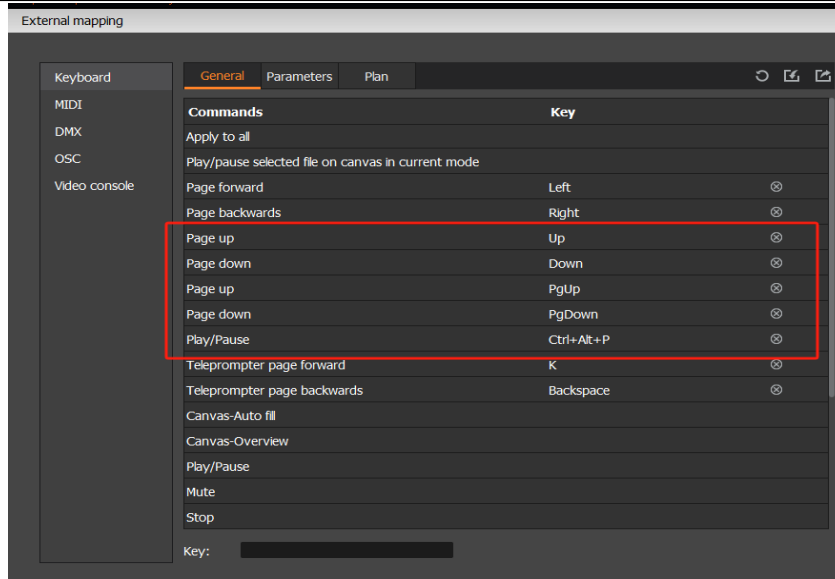 External mapping
Keyboard
General Parameters Plan
MIDI
DMX
OSC
Video console
Commands Key
Apply to all
Play/pause selected file on canvas in current mode
Page forward Left
Page backwards Right
Page up Up
Page down Down
Page up PgUp
Page down PgDown
Play/Pause Ctrl+Alt+P
Teleprompter page forward K
Teleprompter page backwards Backspace
Canvas-Auto fill
Canvas-Overview
Play/Pause
Mute
Stop
Key: